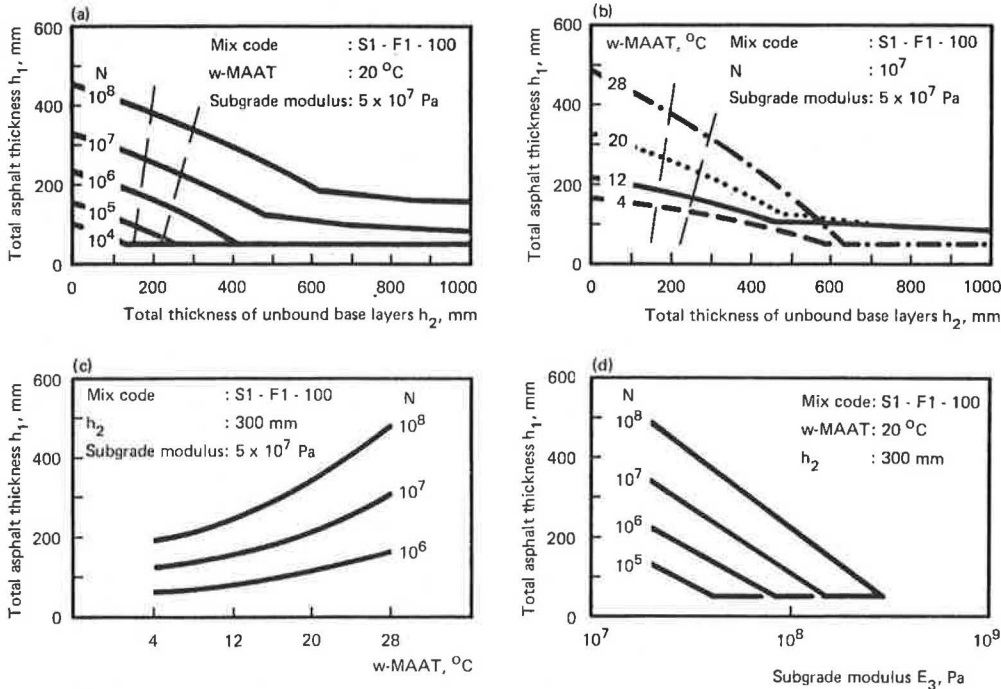 (a)
600
400
200
0
Total asphalt thickness h1, mm
Mix code : S1 - F1 - 100
w-MAAT : 20 °C
Subgrade modulus: 5 x 10^7 Pa
N
10^8
10^7
10^6
10^5
10^4
0 200 400 600 800 1000
Total thickness of unbound base layers h2, mm
(b)
600
400
200
0
Total asphalt thickness h1, mm
w-MAAT, °C
Mix code : S1 - F1 - 100
N : 10^7
Subgrade modulus: 5 x 10^7 Pa
28
20
12
4
0 200 400 600 800 1000
Total thickness of unbound base layers h2, mm
(c)
600
400
200
0
Total asphalt thickness h1, mm
Mix code : S1 - F1 - 100
h2 : 300 mm
Subgrade modulus: 5 x 10^7 Pa
N
10^8
10^7
10^6
4 12 20 28
w-MAAT, °C
(d)
600
400
200
0
Total asphalt thickness h1, mm
N
Mix code: S1 - F1 - 100
w-MAAT: 20 °C
h2 : 300 mm
10^8
10^7
10^6
10^5
10^7 10^8 10^9
Subgrade modulus E3, Pa